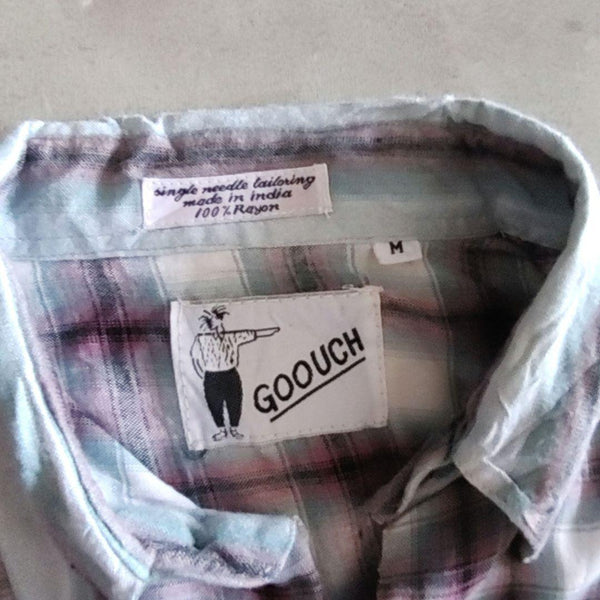 single needle tailoring
made in india
100% Rayon
M
GOOUCH